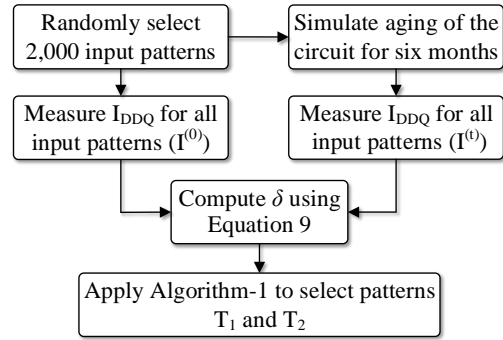 Randomly select
2,000 input patterns
Simulate aging of the
circuit for six months
Measure I_DDQ for all
input patterns (I^(0))
Measure I_DDQ for all
input patterns (I^(t))
Compute δ using
Equation 9
Apply Algorithm-1 to select patterns
T₁ and T₂